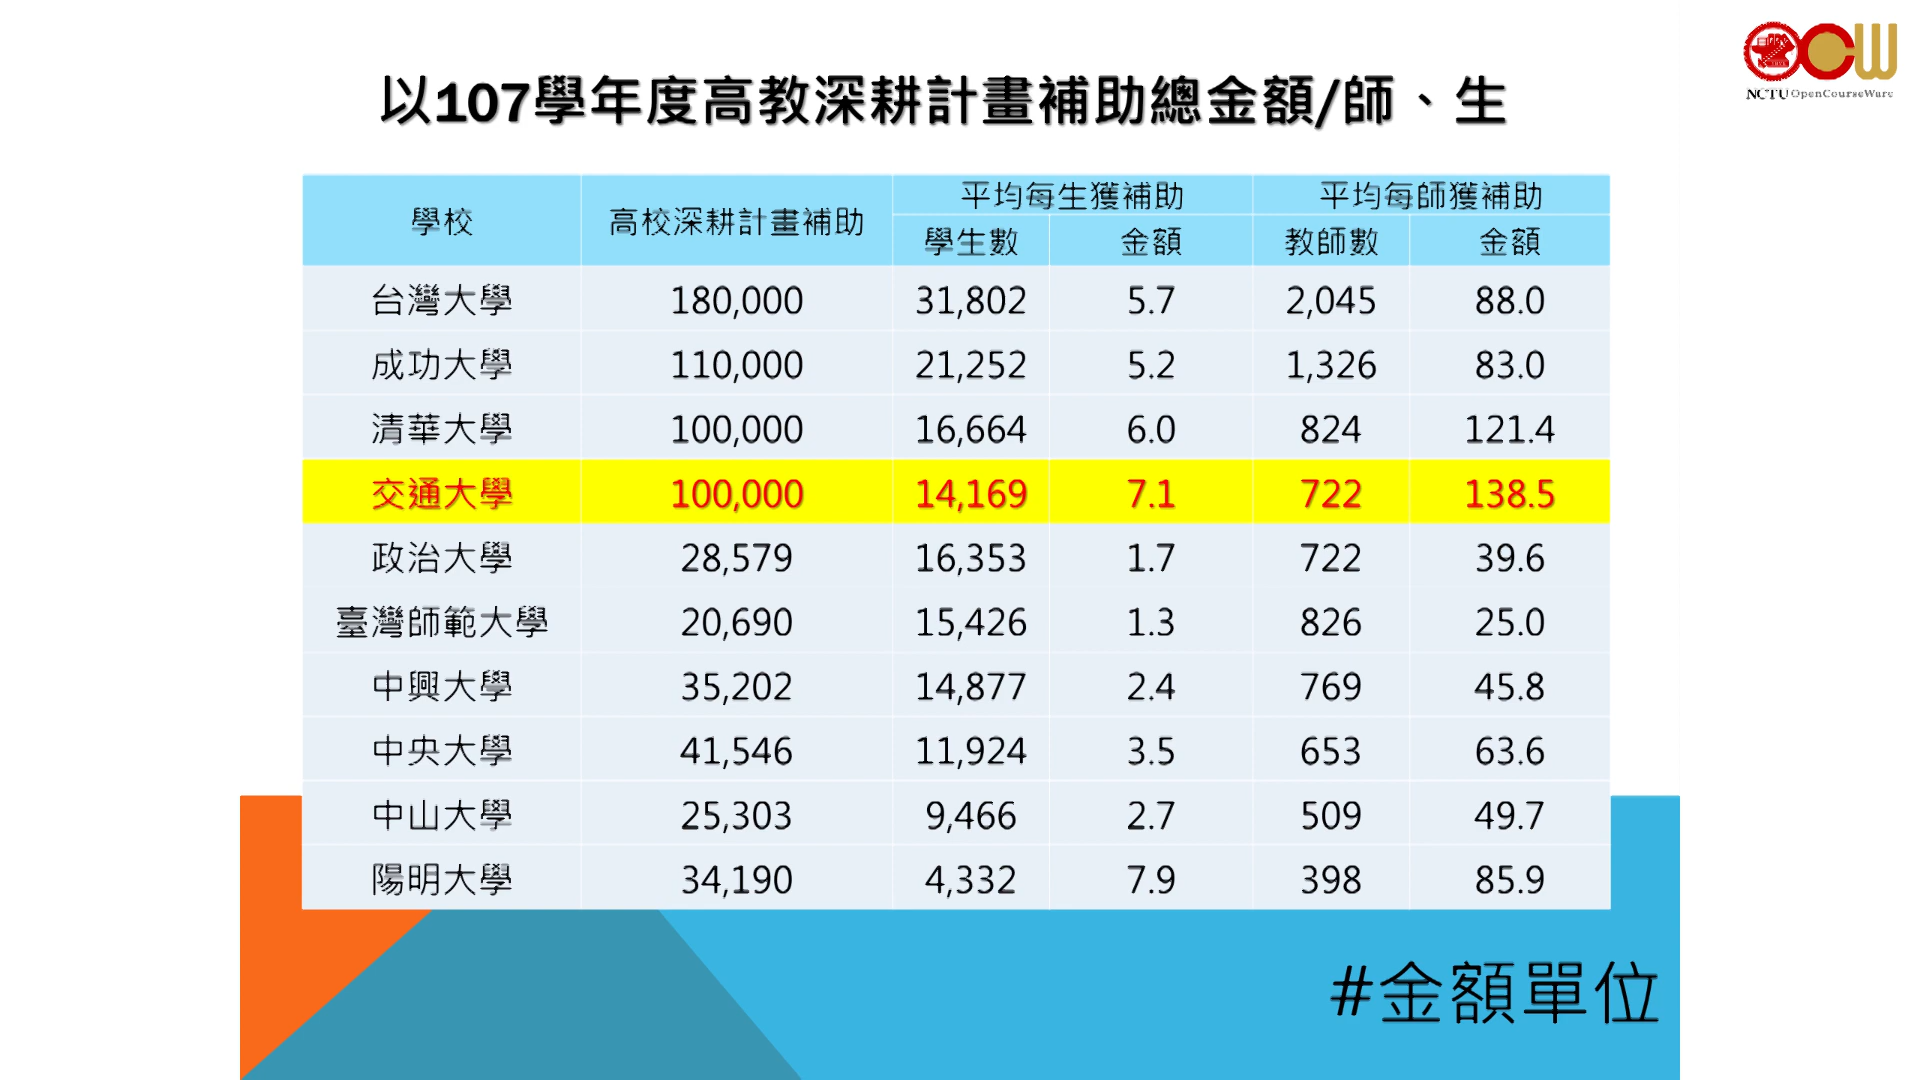 NCTU OpenCourseWare
以107學年度高教深耕計畫補助總金額/師、生
學校 高校深耕計畫補助 平均每生獲補助 平均每師獲補助
學生數 金額 教師數 金額
台灣大學 180,000 31,802 5.7 2,045 88.0
成功大學 110,000 21,252 5.2 1,326 83.0
清華大學 100,000 16,664 6.0 824 121.4
交通大學 100,000 14,169 7.1 722 138.5
政治大學 28,579 16,353 1.7 722 39.6
臺灣師範大學 20,690 15,426 1.3 826 25.0
中興大學 35,202 14,877 2.4 769 45.8
中央大學 41,546 11,924 3.5 653 63.6
中山大學 25,303 9,466 2.7 509 49.7
陽明大學 34,190 4,332 7.9 398 85.9
#金額單位